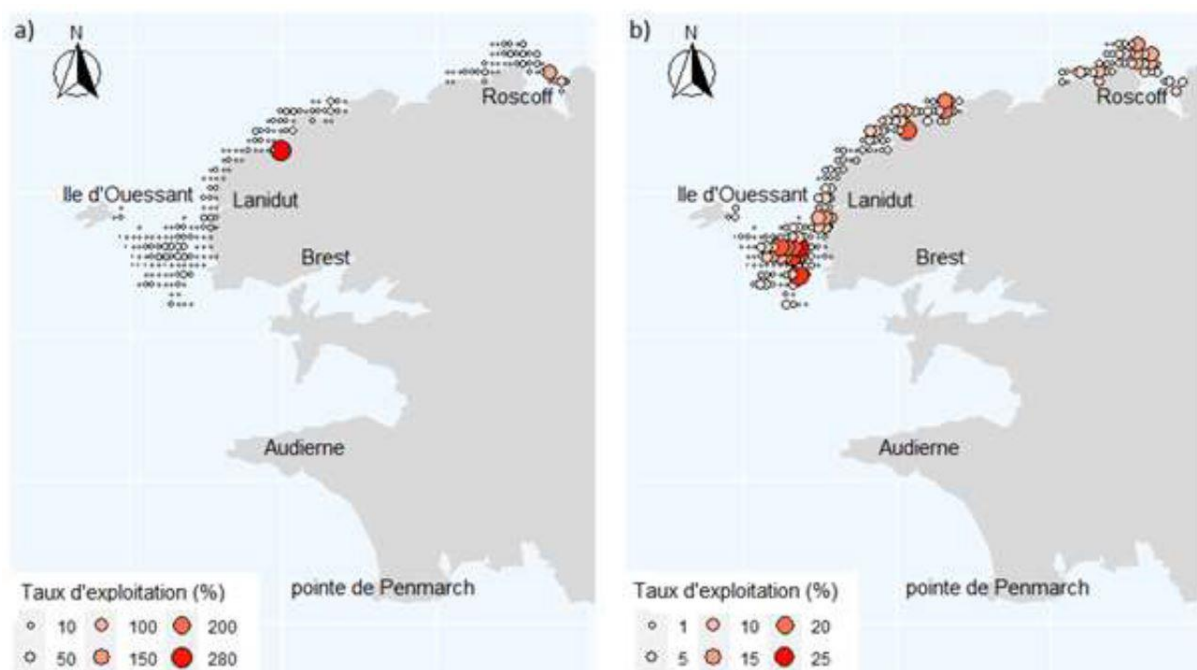 a)
N
Roscoff
Ile d'Ouessant
Lanidut
Brest
Audierne
pointe de Penmarch
Taux d'exploitation (%)
10 100 200
50 150 280
b)
N
Roscoff
Ile d'Ouessant
Lanidut
Brest
Audierne
pointe de Penmarch
Taux d'exploitation (%)
1 10 20
5 15 25